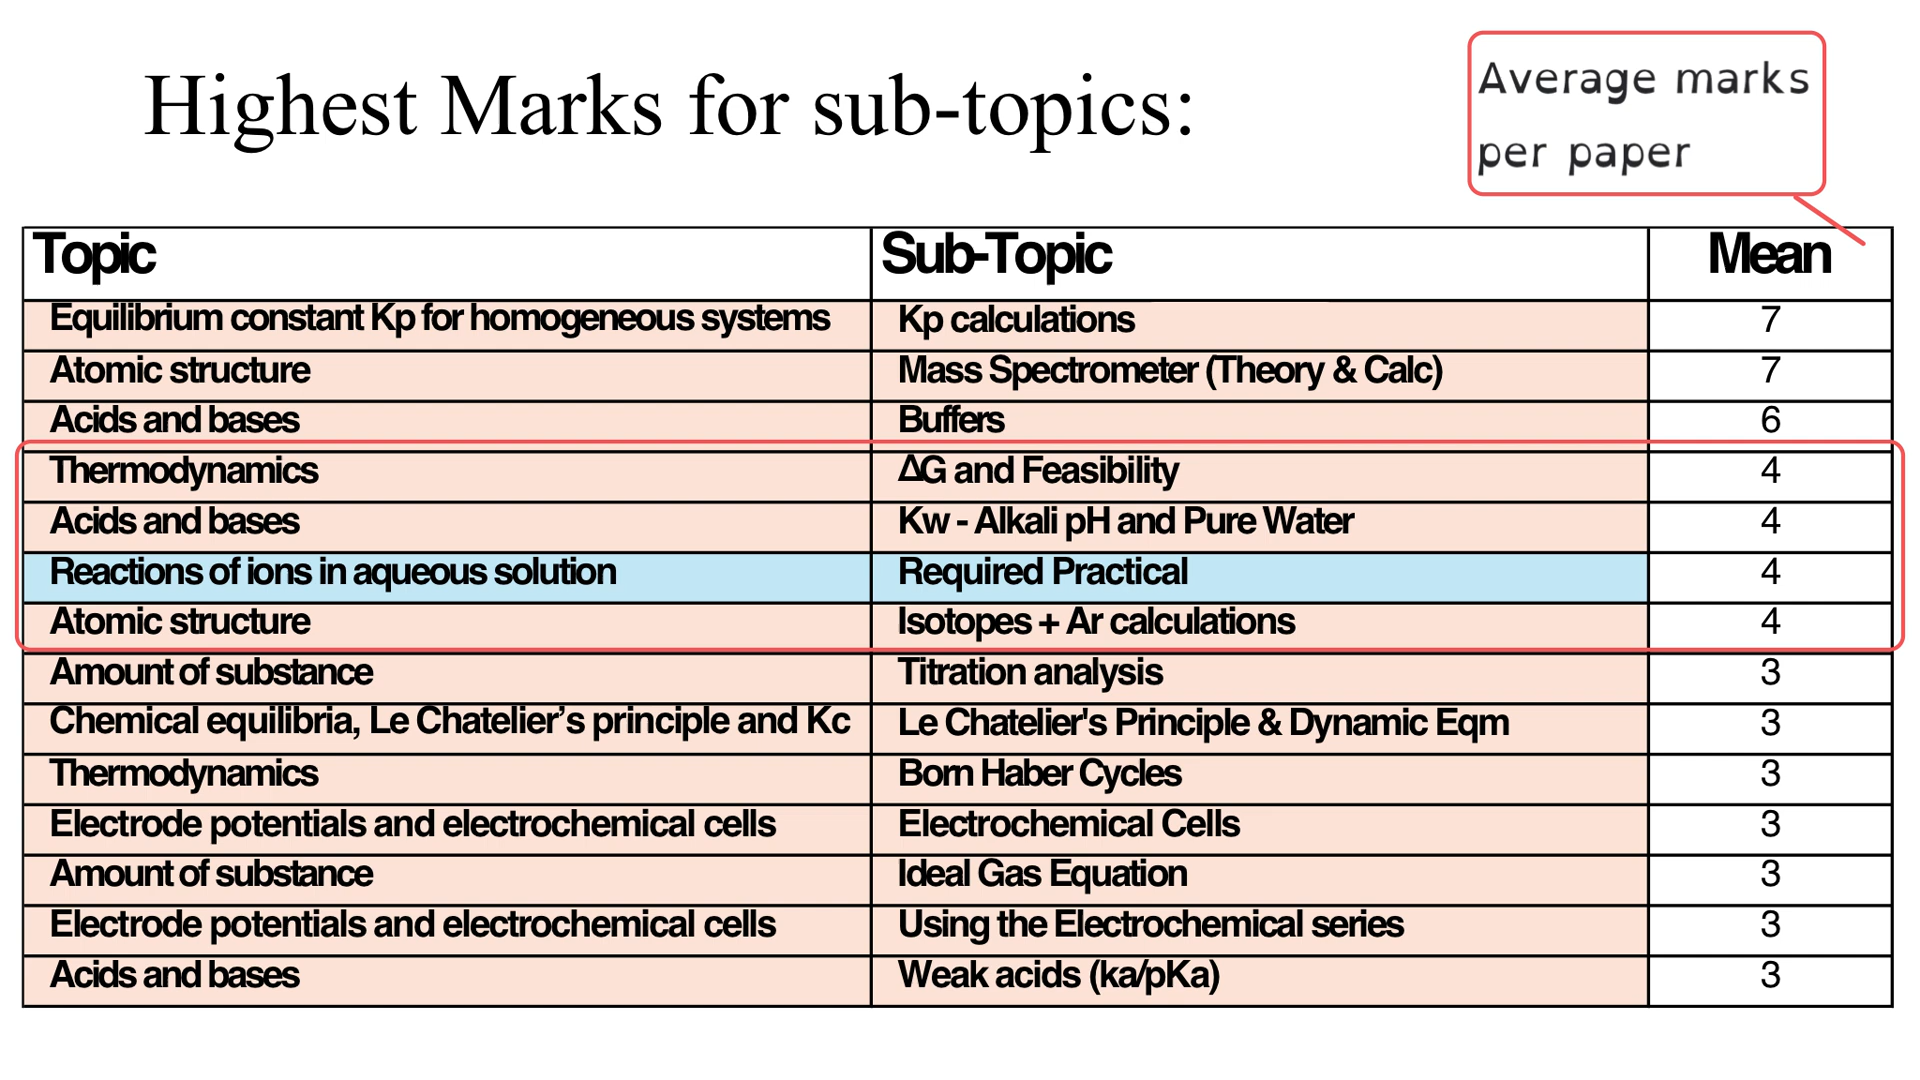 Highest Marks for sub-topics:
Average marks
per paper
Topic Sub-Topic Mean
Equilibrium constant Kp for homogeneous systems Kp calculations 7
Atomic structure Mass Spectrometer (Theory & Calc) 7
Acids and bases Buffers 6
Thermodynamics ΔG and Feasibility 4
Acids and bases Kw - Alkali pH and Pure Water 4
Reactions of ions in aqueous solution Required Practical 4
Atomic structure Isotopes + Ar calculations 4
Amount of substance Titration analysis 3
Chemical equilibria, Le Chatelier’s principle and Kc Le Chatelier's Principle & Dynamic Eqm 3
Thermodynamics Born Haber Cycles 3
Electrode potentials and electrochemical cells Electrochemical Cells 3
Amount of substance Ideal Gas Equation 3
Electrode potentials and electrochemical cells Using the Electrochemical series 3
Acids and bases Weak acids (ka/pKa) 3